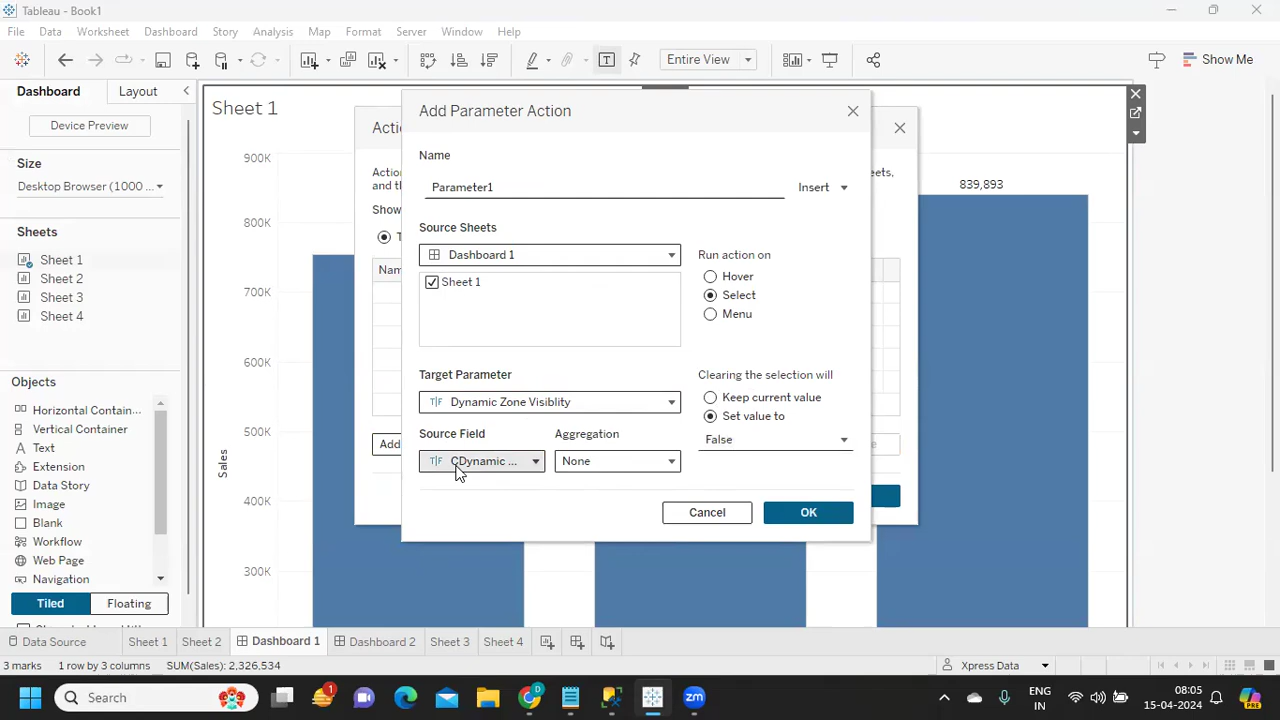 Tableau - Book1
File Data Worksheet Dashboard Story Analysis Map Format Server Window Help
Entire View
Show Me
Dashboard Layout
Device Preview
Size
Desktop Browser (1000 ...
Sheets
Sheet 1
Sheet 2
Sheet 3
Sheet 4
Objects
Horizontal Contain...
Vertical Container
Text
Extension
Data Story
Image
Blank
Workflow
Web Page
Navigation
Tiled Floating
Sheet 1
900K
700K
600K
500K
400K
300K
Sales
839,893
Add Parameter Action
Name
Parameter1
Insert
Source Sheets
Dashboard 1
Sheet 1
Run action on
Hover
Select
Menu
Target Parameter
Dynamic Zone Visiblity
Clearing the selection will
Keep current value
Set value to
False
Source Field
CDynamic ...
Aggregation
None
Cancel OK
Data Source Sheet 1 Sheet 2 Dashboard 1 Dashboard 2 Sheet 3 Sheet 4
3 marks 1 row by 3 columns SUM(Sales): 2,326,534
Xpress Data
Search
1
ENG
IN
08:05
15-04-2024